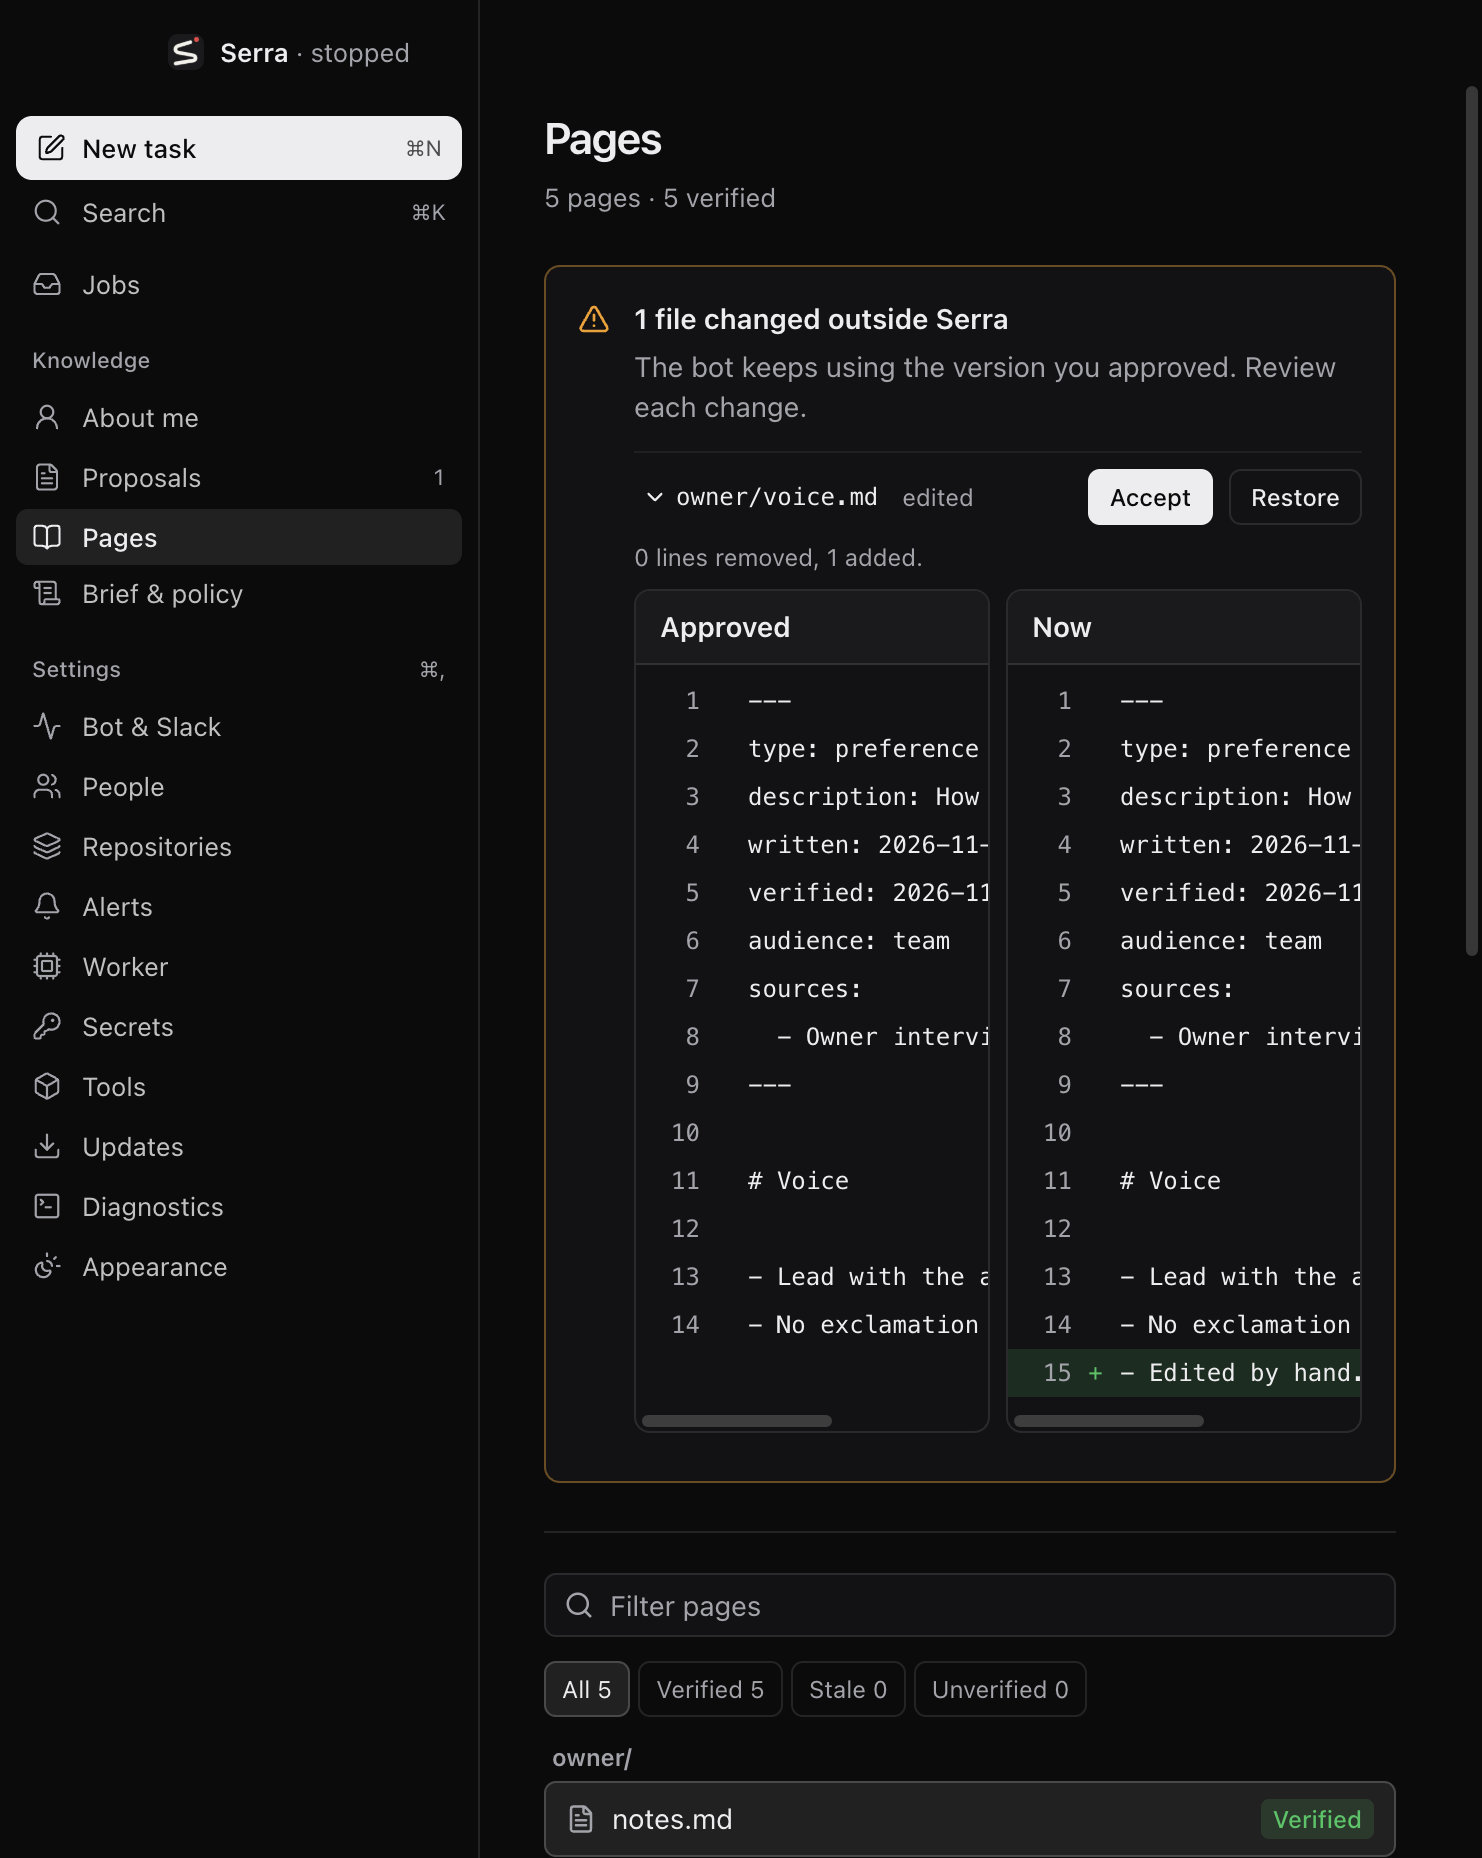 Serra · stopped
New task ⌘N
Search ⌘K
Jobs
Knowledge
About me
Proposals 1
Pages
Brief & policy
Settings ⌘,
Bot & Slack
People
Repositories
Alerts
Worker
Secrets
Tools
Updates
Diagnostics
Appearance
Pages
5 pages · 5 verified
1 file changed outside Serra
The bot keeps using the version you approved. Review
each change.
owner/voice.md edited Accept Restore
0 lines removed, 1 added.
Approved
1 ---
2 type: preference
3 description: How
4 written: 2026-11-
5 verified: 2026-11
6 audience: team
7 sources:
8 - Owner intervi
9 ---
10
11 # Voice
12
13 - Lead with the a
14 - No exclamation
Now
1 ---
2 type: preference
3 description: How
4 written: 2026-11-
5 verified: 2026-11
6 audience: team
7 sources:
8 - Owner intervi
9 ---
10
11 # Voice
12
13 - Lead with the a
14 - No exclamation
15 + - Edited by hand.
Filter pages
All 5 Verified 5 Stale 0 Unverified 0
owner/
notes.md Verified